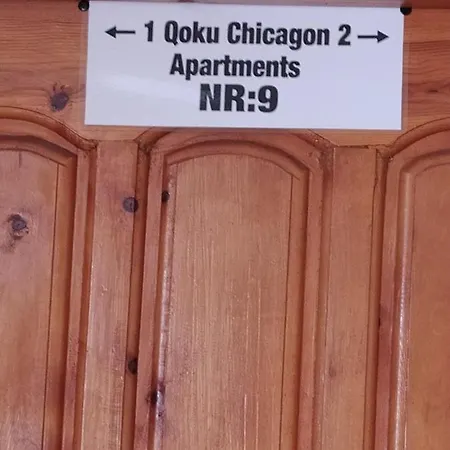 ← 1 Qoku Chicagon 2 →
Apartments
NR:9